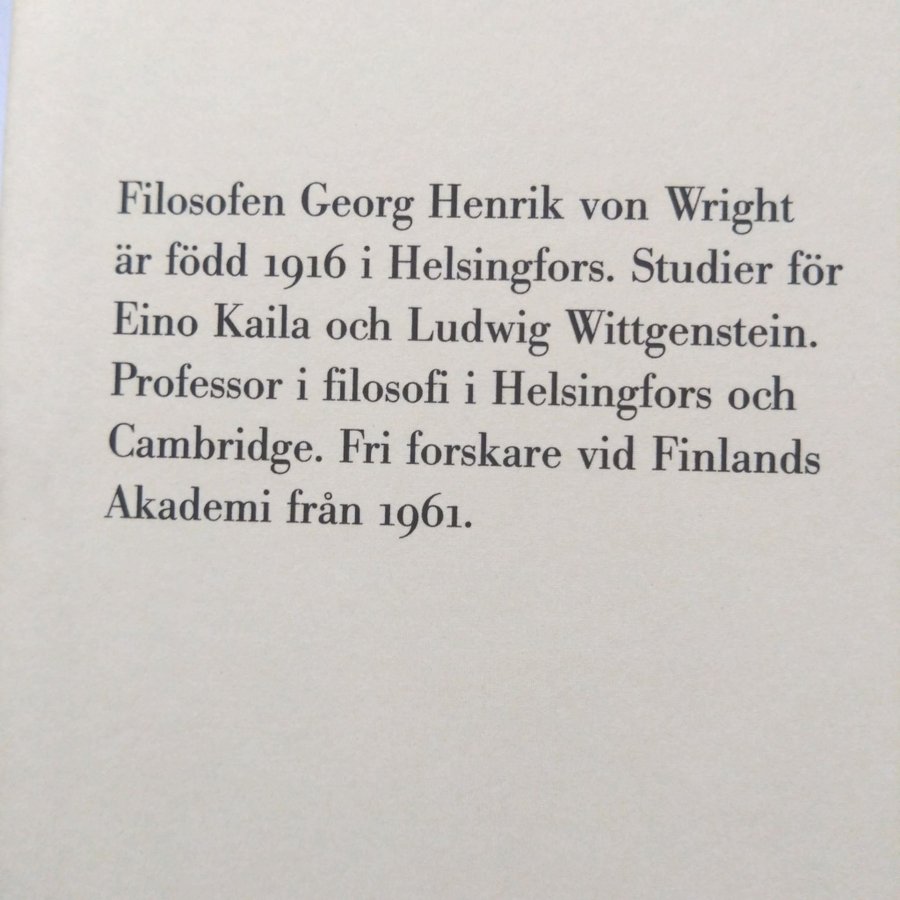 Filosofen Georg Henrik von Wright
är född 1916 i Helsingfors. Studier för
Eino Kaila och Ludwig Wittgenstein.
Professor i filosofi i Helsingfors och
Cambridge. Fri forskare vid Finlands
Akademi från 1961.